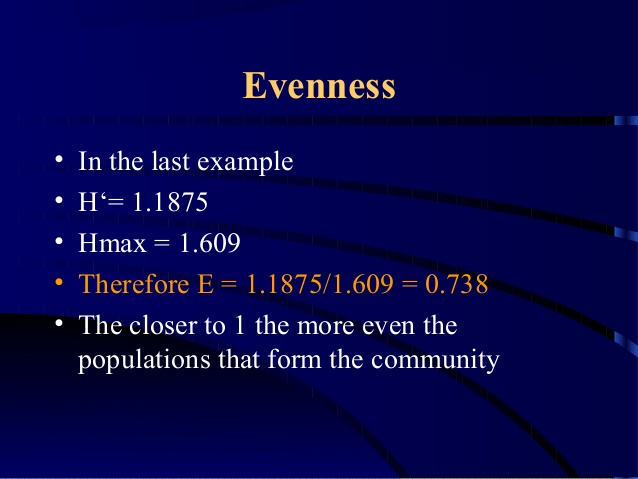 Evenness
• In the last example
• H‘= 1.1875
• Hmax = 1.609
• Therefore E = 1.1875/1.609 = 0.738
• The closer to 1 the more even the
populations that form the community